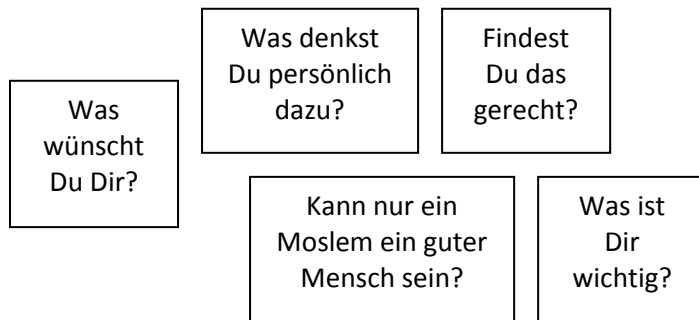 Was
wünscht
Du Dir?
Was denkst
Du persönlich
dazu?
Findest
Du das
gerecht?
Kann nur ein
Moslem ein guter
Mensch sein?
Was ist
Dir
wichtig?